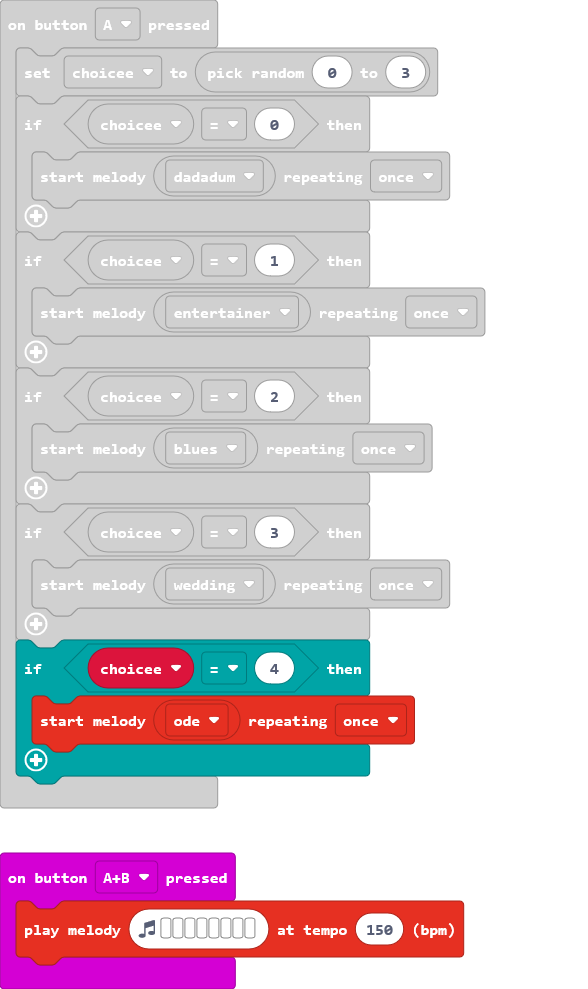 on button A pressed
set choicee to pick random 0 to 3
if choicee = 0 then
start melody dadadum repeating once
if choicee = 1 then
start melody entertainer repeating once
if choicee = 2 then
start melody blues repeating once
if choicee = 3 then
start melody wedding repeating once
if choicee = 4 then
start melody ode repeating once
on button A+B pressed
play melody at tempo 150 (bpm)